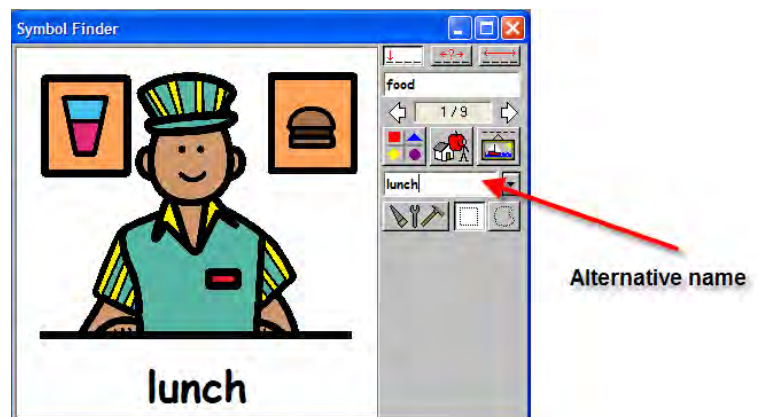 Symbol Finder
food
1/9
lunch
Alternative name
lunch